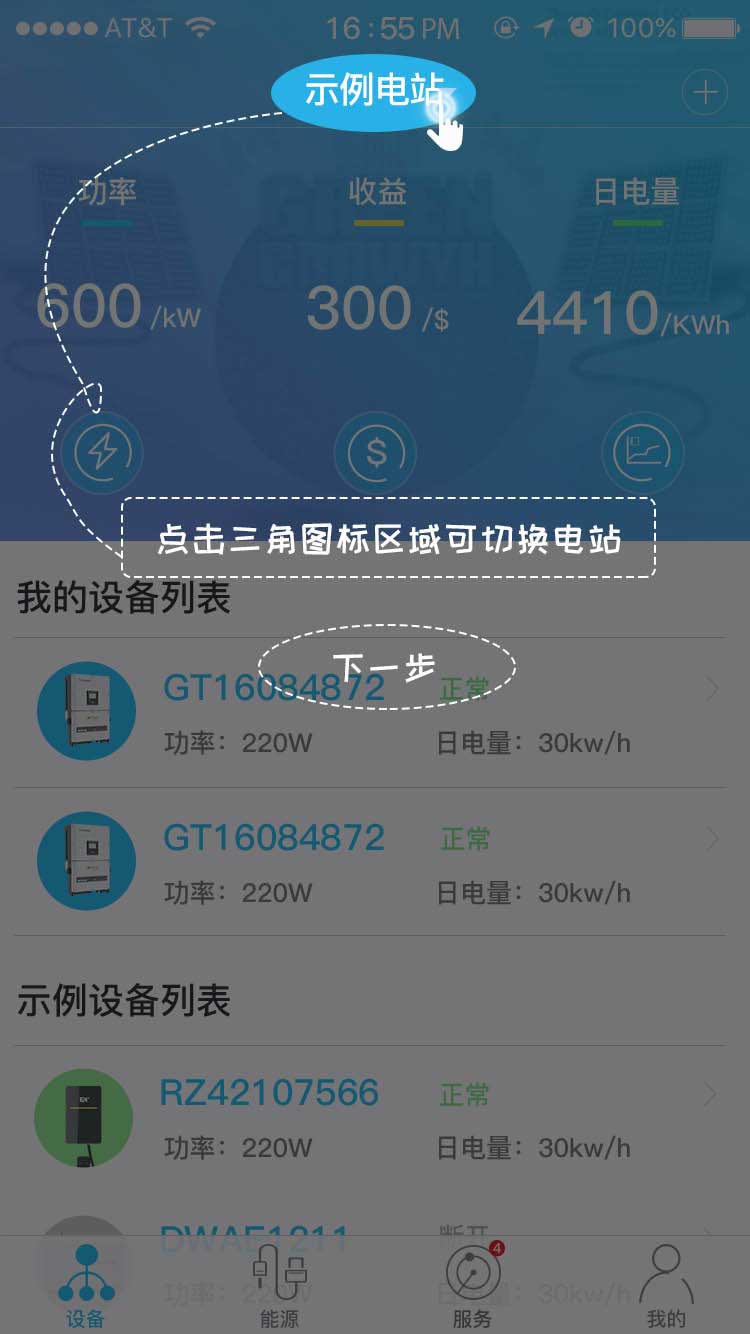 AT&T 16:55PM 100%
示例电站
功率 收益 日电量
600/kW 300/$ 4410/KWh
点击三角图标区域可切换电站
我的设备列表
下一步
GT16084872 正常
功率：220W 日电量：30kw/h
GT16084872 正常
功率：220W 日电量：30kw/h
示例设备列表
RZ42107566 正常
功率：220W 日电量：30kw/h
DWAE1211 断开
功率：220W 日电量：30kw/h
4
设备 能源 服务 我的